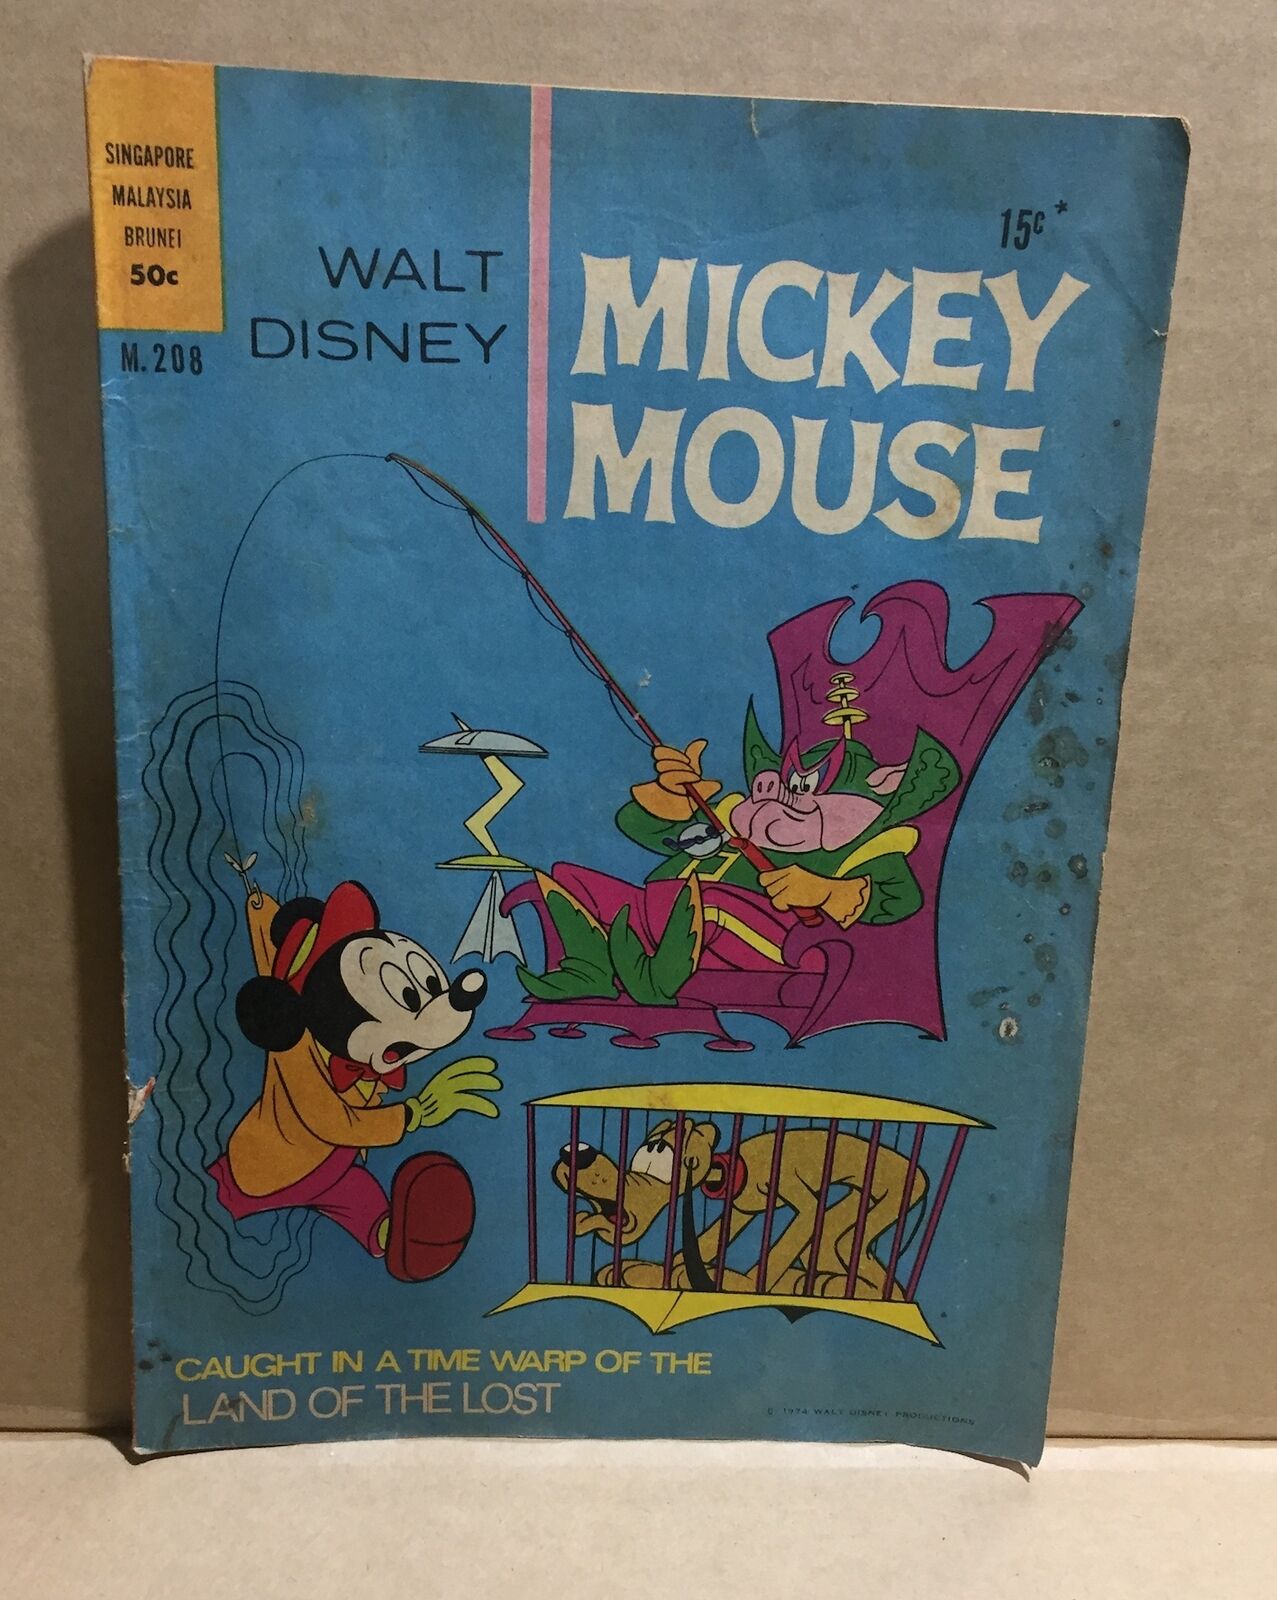 SINGAPORE
MALAYSIA
BRUNEI
50c
M.208
WALT
DISNEY
15c*
MICKEY
MOUSE
CAUGHT IN A TIME WARP OF THE
LAND OF THE LOST
© 1974 WALT DISNEY PRODUCTIONS